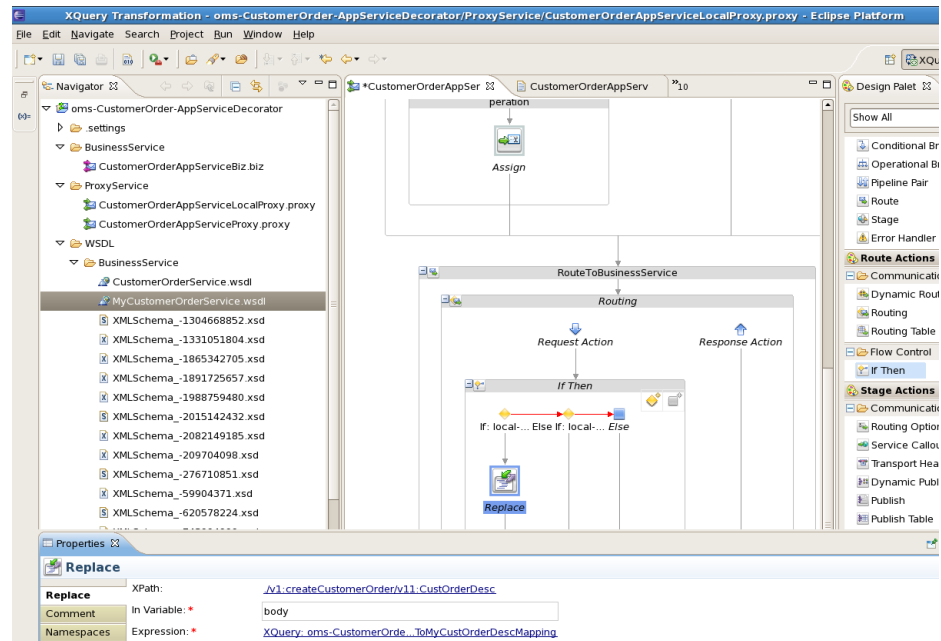 XQuery Transformation - oms-CustomerOrder-AppServiceDecorator/ProxyService/CustomerOrderAppServiceLocalProxy.proxy - Eclipse Platform
File Edit Navigate Search Project Run Window Help
XQu
Navigator
*CustomerOrderAppSer
CustomerOrderAppServ
»10
Design Palet
oms-CustomerOrder-AppServiceDecorator
.settings
BusinessService
CustomerOrderAppServiceBiz.biz
ProxyService
CustomerOrderAppServiceLocalProxy.proxy
CustomerOrderAppServiceProxy.proxy
WSDL
BusinessService
CustomerOrderService.wsdl
MyCustomerOrderService.wsdl
XMLSchema_-1304668852.xsd
XMLSchema_-1331051804.xsd
XMLSchema_-1865342705.xsd
XMLSchema_-1891725657.xsd
XMLSchema_-1988759480.xsd
XMLSchema_-2015142432.xsd
XMLSchema_-2082149185.xsd
XMLSchema_-209704098.xsd
XMLSchema_-276710851.xsd
XMLSchema_-59904371.xsd
XMLSchema_-620578224.xsd
peration
Assign
RouteToBusinessService
Routing
Request Action
Response Action
If Then
If: local-... Else If: local-... Else
Replace
Show All
Conditional Br
Operational B
Pipeline Pair
Route
Stage
Error Handler
Route Actions
Communicatio
Dynamic Rout
Routing
Routing Table
Flow Control
If Then
Stage Actions
Communicatio
Routing Option
Service Callou
Transport Hea
Dynamic Publ
Publish
Publish Table
Properties
Replace
Replace
Comment
Namespaces
XPath: ./v1:createCustomerOrder/v11:CustOrderDesc
In Variable: * body
Expression: * XQuery: oms-CustomerOrde...ToMyCustOrderDescMapping